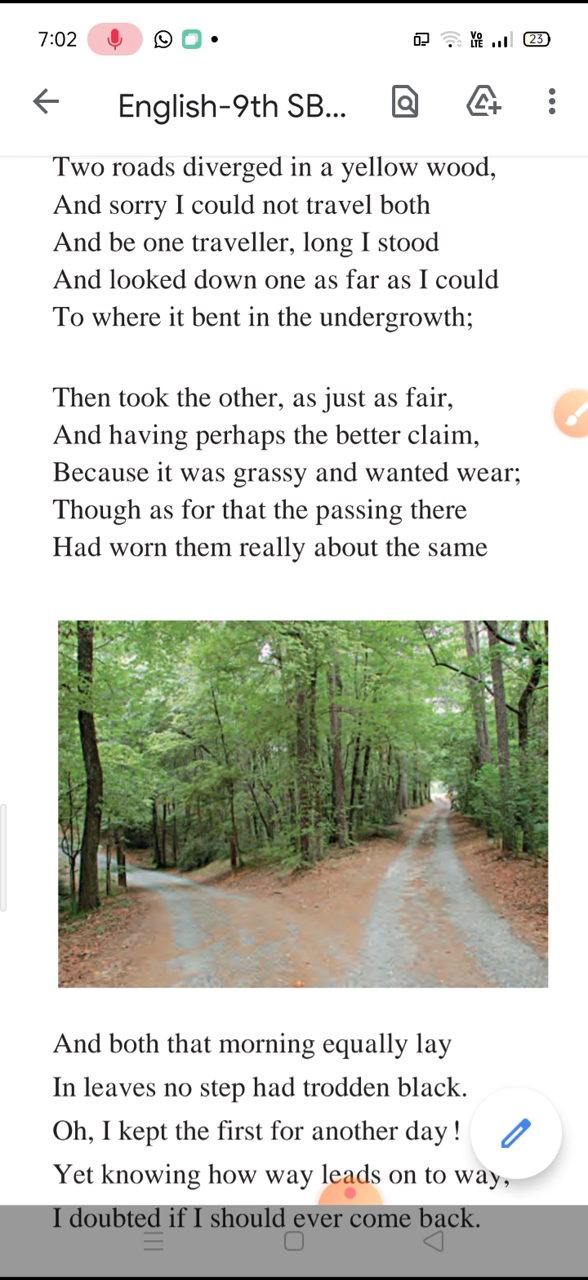 7:02
VO LTE
23
English-9th SB...
Two roads diverged in a yellow wood,
And sorry I could not travel both
And be one traveller, long I stood
And looked down one as far as I could
To where it bent in the undergrowth;
Then took the other, as just as fair,
And having perhaps the better claim,
Because it was grassy and wanted wear;
Though as for that the passing there
Had worn them really about the same
And both that morning equally lay
In leaves no step had trodden black.
Oh, I kept the first for another day !
Yet knowing how way leads on to way,
I doubted if I should ever come back.